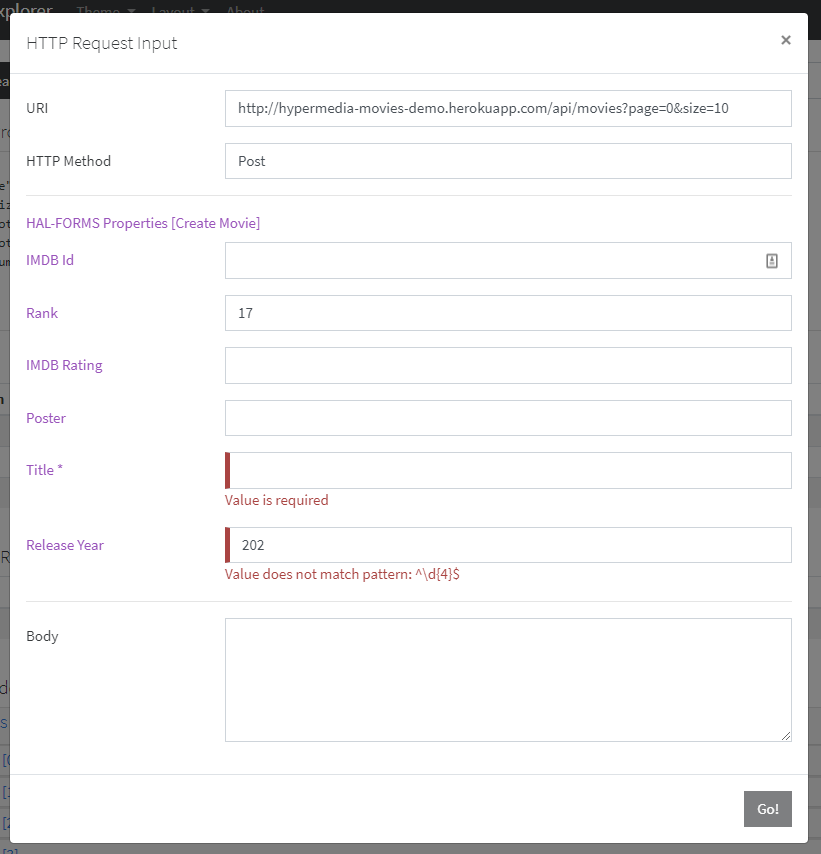 xplorer Theme Layout About
HTTP Request Input ×
URI http://hypermedia-movies-demo.herokuapp.com/api/movies?page=0&size=10
HTTP Method Post
HAL-FORMS Properties [Create Movie]
IMDB Id
Rank 17
IMDB Rating
Poster
Title *
Value is required
Release Year 202
Value does not match pattern: ^\d{4}$
Body
Go!